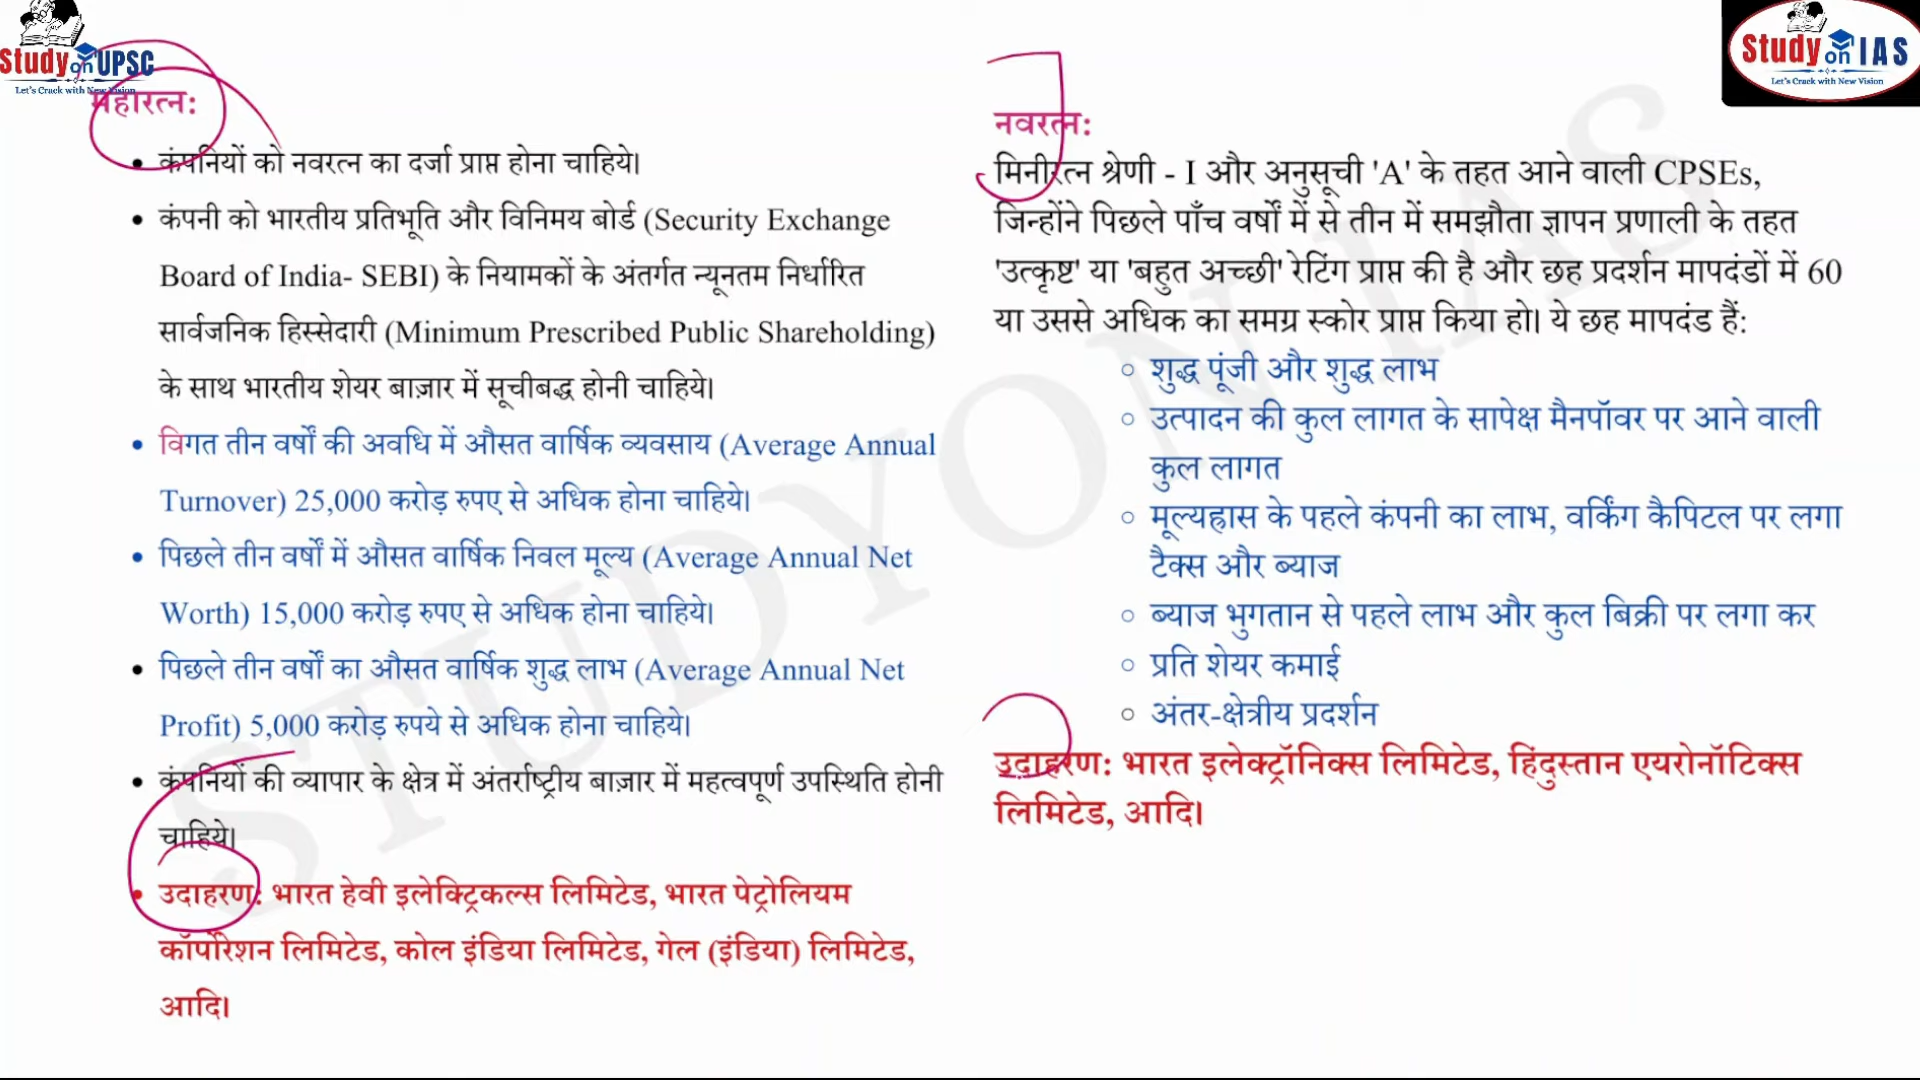 Study on UPSC
Let's Crack with New Vision
Study on IAS
Let's Crack with New Vision
महारत्न:
• कंपनियों को नवरत्न का दर्जा प्राप्त होना चाहिये।
• कंपनी को भारतीय प्रतिभूति और विनिमय बोर्ड (Security Exchange
Board of India- SEBI) के नियामकों के अंतर्गत न्यूनतम निर्धारित
सार्वजनिक हिस्सेदारी (Minimum Prescribed Public Shareholding)
के साथ भारतीय शेयर बाज़ार में सूचीबद्ध होनी चाहिये।
• विगत तीन वर्षों की अवधि में औसत वार्षिक व्यवसाय (Average Annual
Turnover) 25,000 करोड़ रुपए से अधिक होना चाहिये।
• पिछले तीन वर्षों में औसत वार्षिक निवल मूल्य (Average Annual Net
Worth) 15,000 करोड़ रुपए से अधिक होना चाहिये।
• पिछले तीन वर्षों का औसत वार्षिक शुद्ध लाभ (Average Annual Net
Profit) 5,000 करोड़ रुपये से अधिक होना चाहिये।
• कंपनियों की व्यापार के क्षेत्र में अंतर्राष्ट्रीय बाज़ार में महत्वपूर्ण उपस्थिति होनी
चाहिये।
• उदाहरण: भारत हेवी इलेक्ट्रिकल्स लिमिटेड, भारत पेट्रोलियम
कॉर्पोरेशन लिमिटेड, कोल इंडिया लिमिटेड, गेल (इंडिया) लिमिटेड,
आदि।
नवरत्न:
मिनीरत्न श्रेणी - I और अनुसूची 'A' के तहत आने वाली CPSEs,
जिन्होंने पिछले पाँच वर्षों में से तीन में समझौता ज्ञापन प्रणाली के तहत
'उत्कृष्ट' या 'बहुत अच्छी' रेटिंग प्राप्त की है और छह प्रदर्शन मापदंडों में 60
या उससे अधिक का समग्र स्कोर प्राप्त किया हो। ये छह मापदंड हैं:
○ शुद्ध पूंजी और शुद्ध लाभ
○ उत्पादन की कुल लागत के सापेक्ष मैनपॉवर पर आने वाली
कुल लागत
○ मूल्यह्रास के पहले कंपनी का लाभ, वर्किंग कैपिटल पर लगा
टैक्स और ब्याज
○ ब्याज भुगतान से पहले लाभ और कुल बिक्री पर लगा कर
○ प्रति शेयर कमाई
○ अंतर-क्षेत्रीय प्रदर्शन
उदाहरण: भारत इलेक्ट्रॉनिक्स लिमिटेड, हिंदुस्तान एयरोनॉटिक्स
लिमिटेड, आदि।
STUDY ON IAS